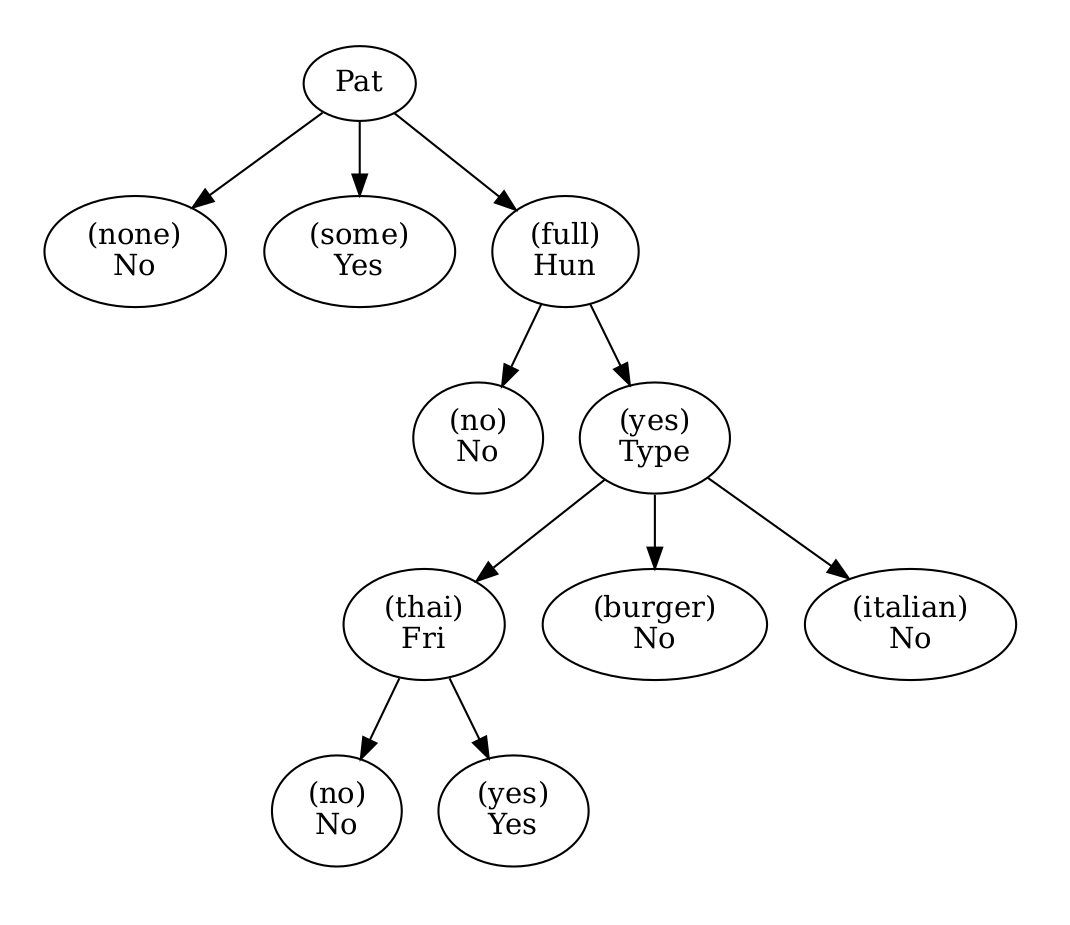 Pat
(none)
No
(some)
Yes
(full)
Hun
(no)
No
(yes)
Type
(thai)
Fri
(burger)
No
(italian)
No
(no)
No
(yes)
Yes